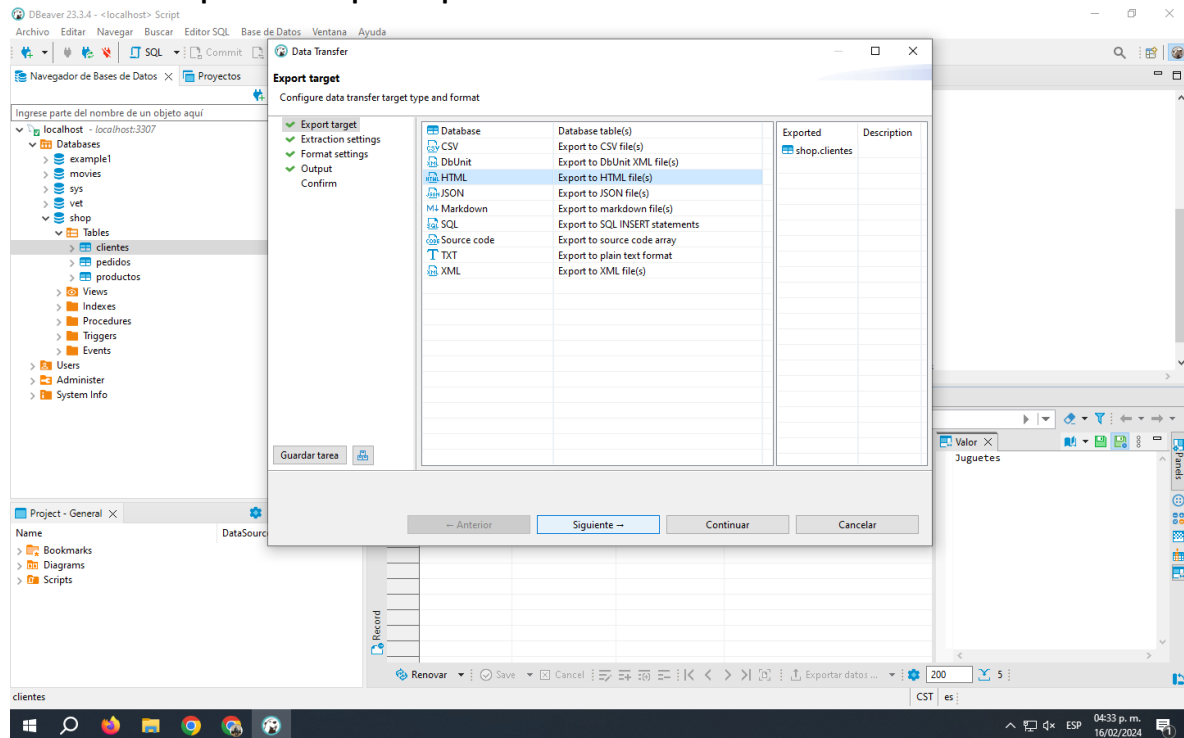 DBeaver 23.3.4 - <localhost> Script
Archivo Editar Navegar Buscar Editor SQL Base de Datos Ventana Ayuda
SQL Commit
Navegador de Bases de Datos Proyectos
Ingrese parte del nombre de un objeto aquí
localhost - localhost:3307
Databases
example1
movies
sys
vet
shop
Tables
clientes
pedidos
productos
Views
Indexes
Procedures
Triggers
Events
Users
Administer
System Info
Data Transfer
Export target
Configure data transfer target type and format
Export target
Extraction settings
Format settings
Output
Confirm
Database Database table(s)
CSV Export to CSV file(s)
DbUnit Export to DbUnit XML file(s)
HTML Export to HTML file(s)
JSON Export to JSON file(s)
Markdown Export to markdown file(s)
SQL Export to SQL INSERT statements
Source code Export to source code array
TXT Export to plain text format
XML Export to XML file(s)
Exported Description
shop.clientes
Guardar tarea
← Anterior Siguiente → Continuar Cancelar
Valor
Juguetes
Panels
Project - General
Name DataSourc
Bookmarks
Diagrams
Scripts
Record
Renovar Save Cancel Exportar datos ... 200 5
clientes CST es
ESP 04:33 p. m.
16/02/2024